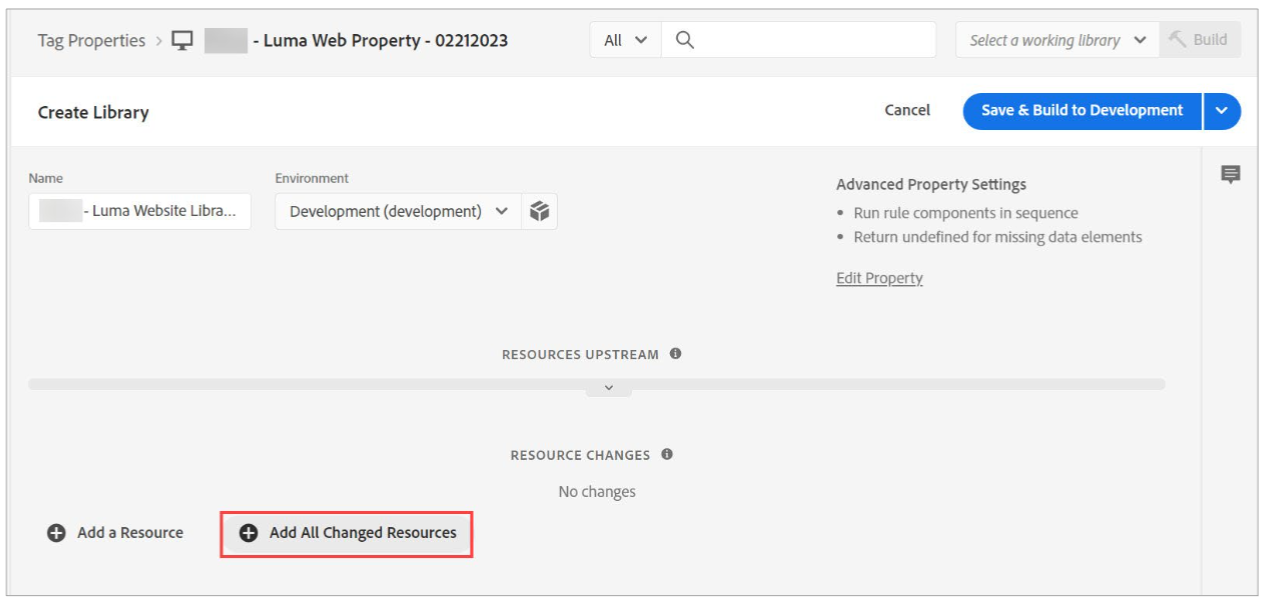 Tag Properties > - Luma Web Property - 02212023 All Select a working library Build
Create Library Cancel Save & Build to Development
Name Environment
- Luma Website Libra... Development (development)
Advanced Property Settings
• Run rule components in sequence
• Return undefined for missing data elements
Edit Property
RESOURCES UPSTREAM
RESOURCE CHANGES
No changes
Add a Resource Add All Changed Resources